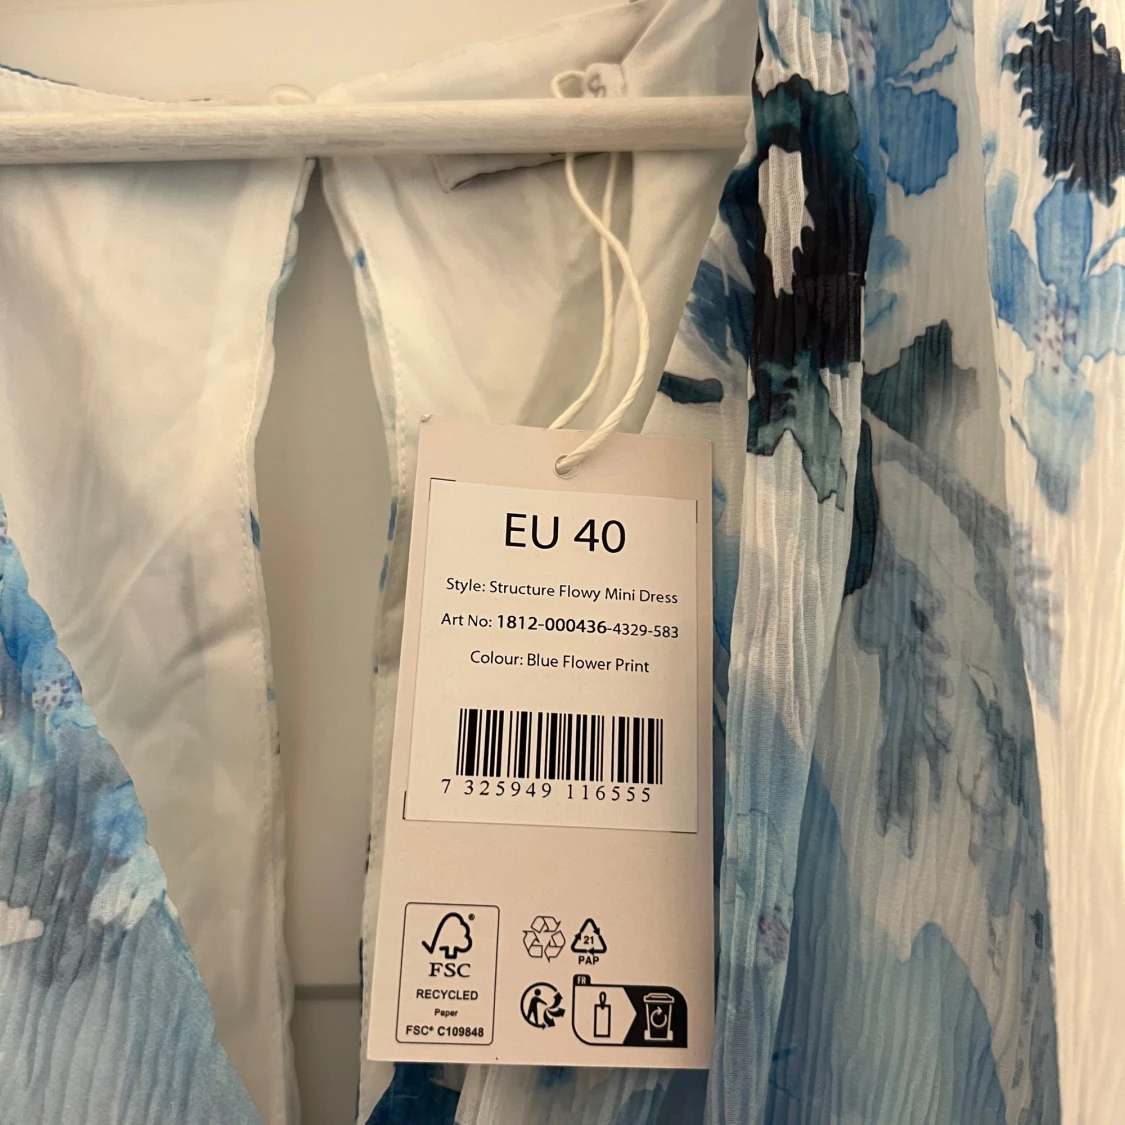 EU 40
Style: Structure Flowy Mini Dress
Art No: 1812-000436-4329-583
Colour: Blue Flower Print
7 325949 116555
FSC®
RECYCLED
Paper
FSC® C109848
21
PAP
FR